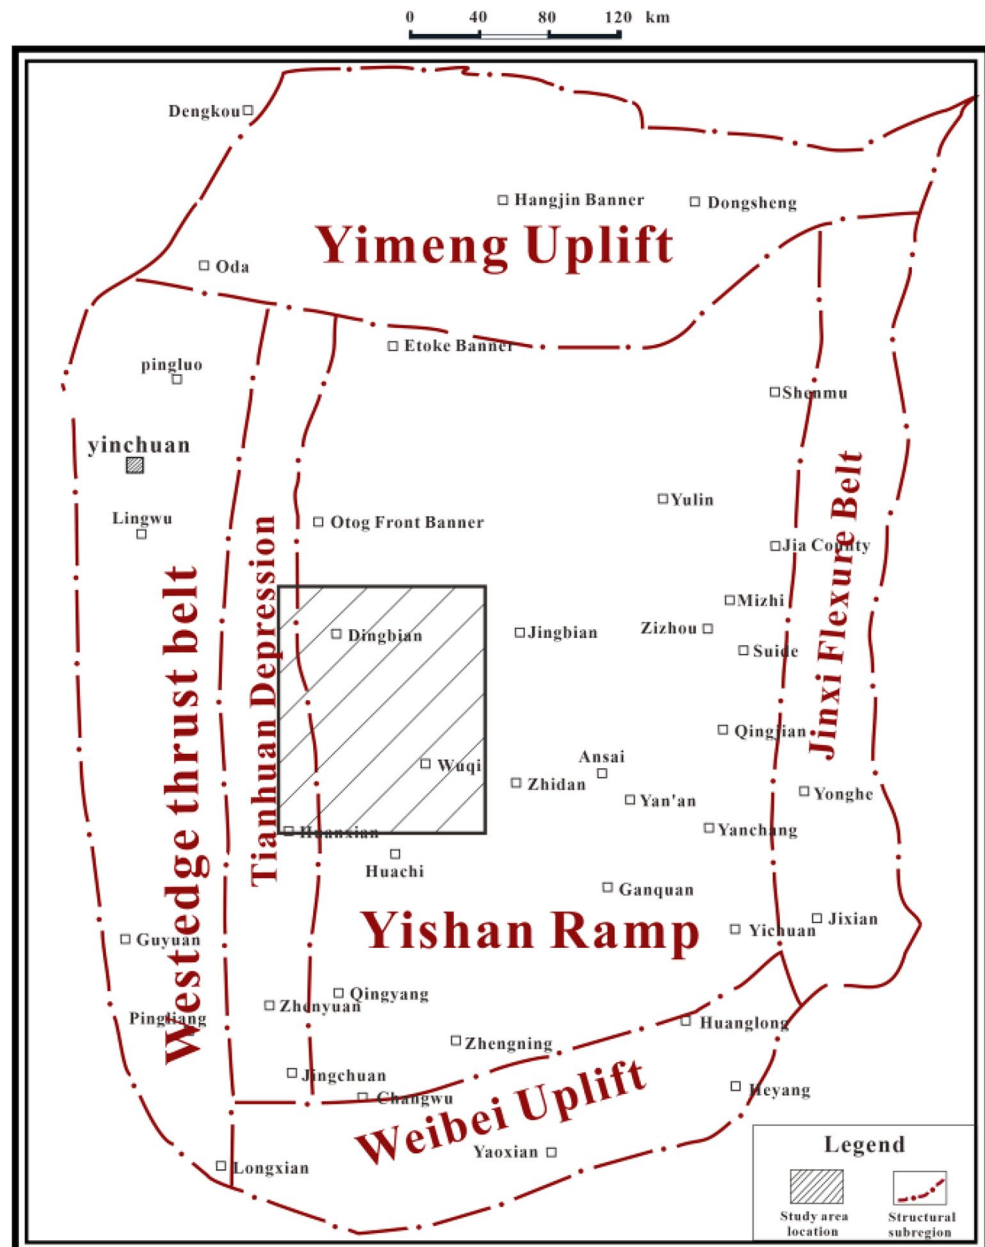 0 40 80 120 km
Dengkou
Hangjin Banner
Dongsheng
Yimeng Uplift
Oda
Etoke Banner
pingluo
Shenmu
yinchuan
Yulin
Lingwu
Otog Front Banner
Jia County
Mizhi
Dingbian
Jingbian
Zizhou
Suide
Jinxi Flexure Belt
Tianhuan Depression
West edge thrust belt
Qingjian
Ansai
Wuqi
Zhidan
Yan'an
Yonghe
Huanxian
Yanchang
Huachi
Ganquan
Yishan Ramp
Jixian
Yichuan
Guyuan
Qingyang
Zhenyuan
Pingliang
Huanglong
Zhengning
Jingchuan
Changwu
Heyang
Weibei Uplift
Yaoxian
Longxian
Legend
Study area
location
Structural
subregion